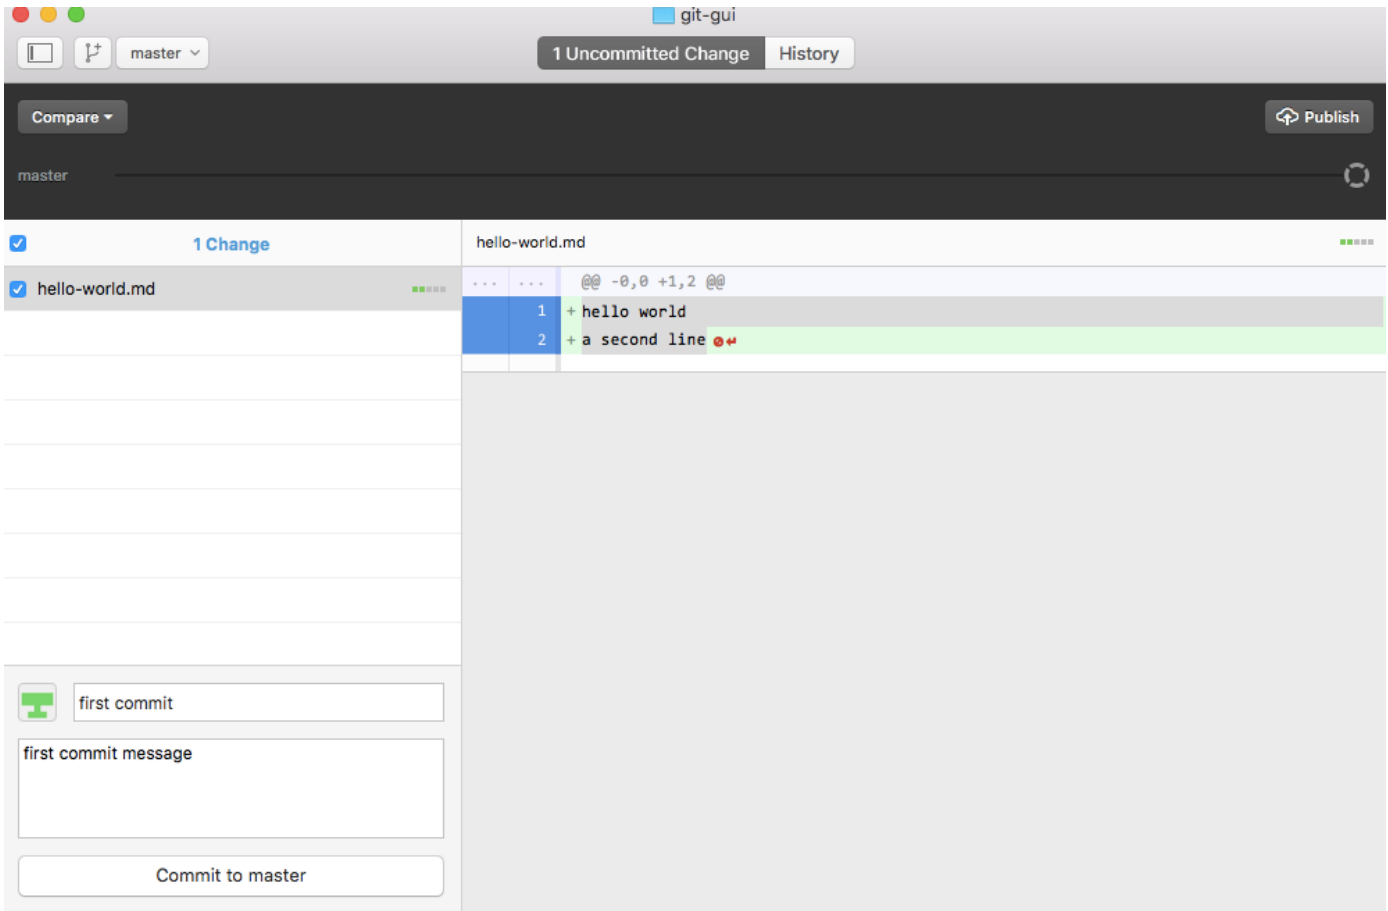 git-gui
master
1 Uncommitted Change
History
Compare
Publish
master
1 Change
hello-world.md
hello-world.md
... ... @@ -0,0 +1,2 @@
1 +hello world
2 +a second line
first commit
first commit message
Commit to master